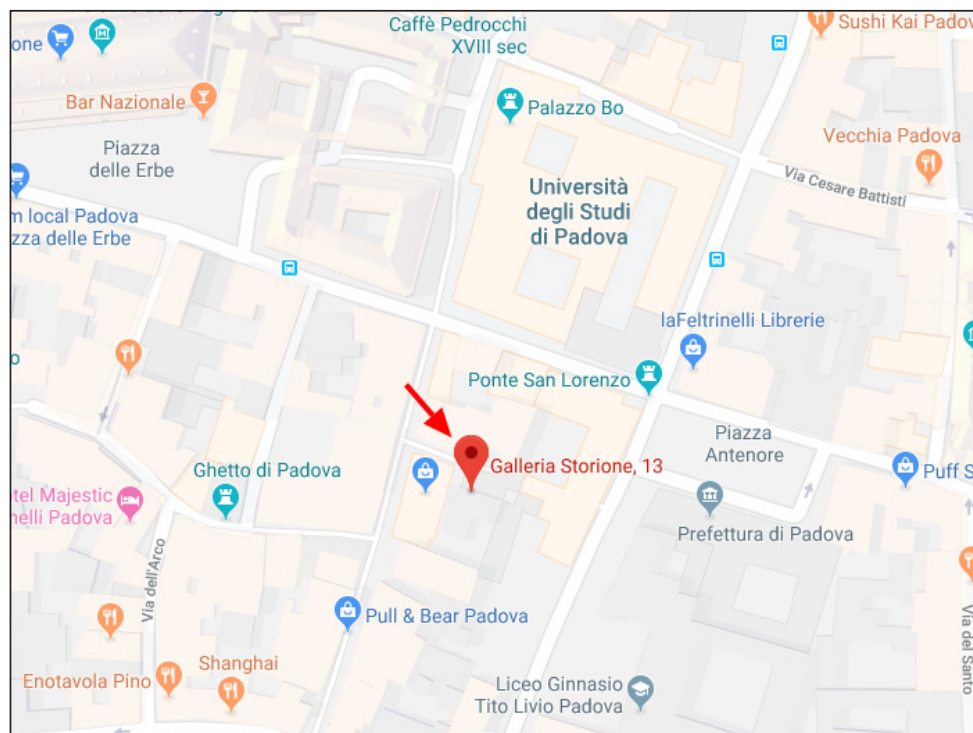 Caffè Pedrocchi
XVIII sec
Sushi Kai Padov
one
Bar Nazionale
Palazzo Bo
Vecchia Padova
Piazza
delle Erbe
Via Cesare Battisti
Università
degli Studi
di Padova
m local Padova
zza delle Erbe
laFeltrinelli Librerie
o
Ponte San Lorenzo
Piazza
Antenore
Galleria Storione, 13
Ghetto di Padova
Puff S
tel Majestic
nelli Padova
Prefettura di Padova
Via dell'Arco
Pull & Bear Padova
Via del Santo
Shanghai
Enotavola Pino
Liceo Ginnasio
Tito Livio Padova